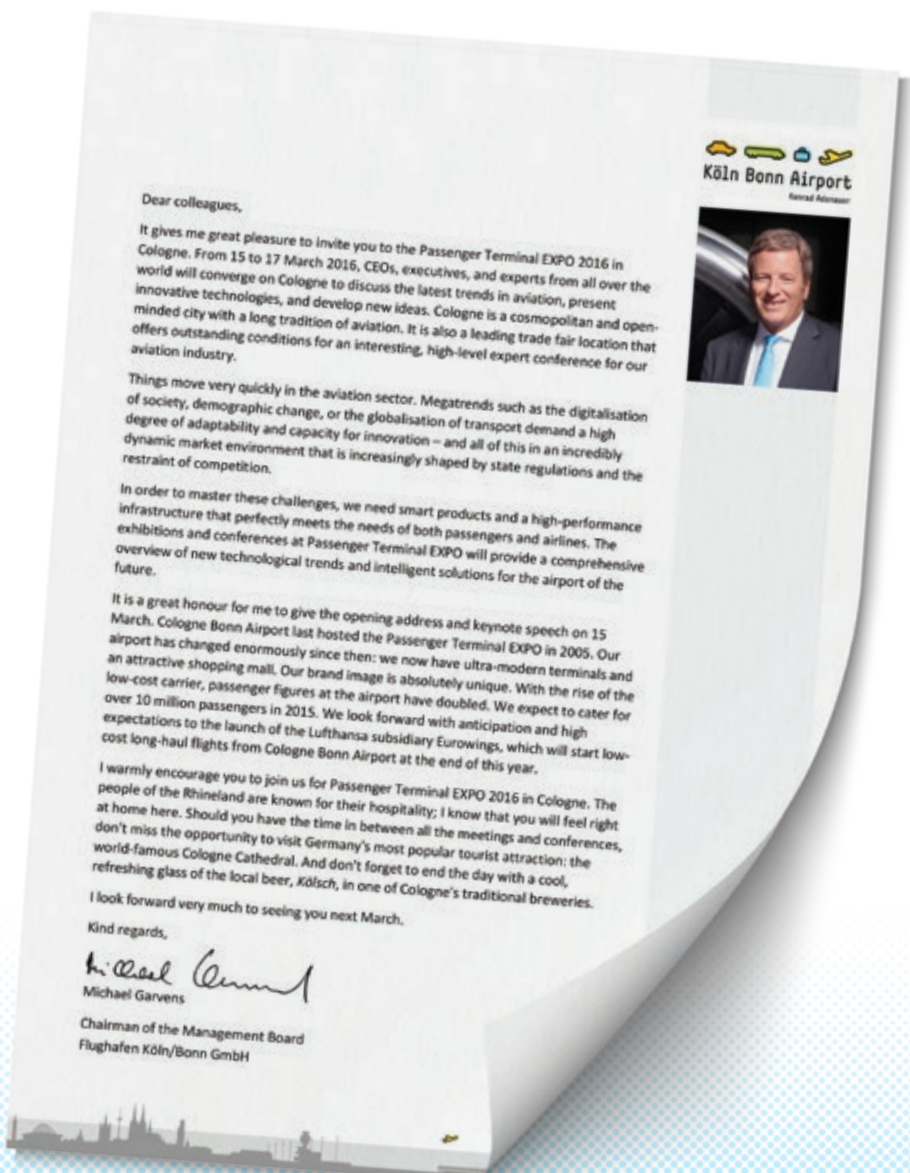 Köln Bonn Airport
Konrad Adenauer
Dear colleagues,
It gives me great pleasure to invite you to the Passenger Terminal EXPO 2016 in
Cologne. From 15 to 17 March 2016, CEOs, executives, and experts from all over the
world will converge on Cologne to discuss the latest trends in aviation, present
innovative technologies, and develop new ideas. Cologne is a cosmopolitan and open-
minded city with a long tradition of aviation. It is also a leading trade fair location that
offers outstanding conditions for an interesting, high-level expert conference for our
aviation industry.
Things move very quickly in the aviation sector. Megatrends such as the digitalisation
of society, demographic change, or the globalisation of transport demand a high
degree of adaptability and capacity for innovation – and all of this in an incredibly
dynamic market environment that is increasingly shaped by state regulations and the
restraint of competition.
In order to master these challenges, we need smart products and a high-performance
infrastructure that perfectly meets the needs of both passengers and airlines. The
exhibitions and conferences at Passenger Terminal EXPO will provide a comprehensive
overview of new technological trends and intelligent solutions for the airport of the
future.
It is a great honour for me to give the opening address and keynote speech on 15
March. Cologne Bonn Airport last hosted the Passenger Terminal EXPO in 2005. Our
airport has changed enormously since then: we now have ultra-modern terminals and
an attractive shopping mall. Our brand image is absolutely unique. With the rise of the
low-cost carrier, passenger figures at the airport have doubled. We expect to cater for
over 10 million passengers in 2015. We look forward with anticipation and high
expectations to the launch of the Lufthansa subsidiary Eurowings, which will start low-
cost long-haul flights from Cologne Bonn Airport at the end of this year.
I warmly encourage you to join us for Passenger Terminal EXPO 2016 in Cologne. The
people of the Rhineland are known for their hospitality; I know that you will feel right
at home here. Should you have the time in between all the meetings and conferences,
don't miss the opportunity to visit Germany's most popular tourist attraction: the
world-famous Cologne Cathedral. And don't forget to end the day with a cool,
refreshing glass of the local beer, Kölsch, in one of Cologne's traditional breweries.
I look forward very much to seeing you next March.
Kind regards,
Michael Garvens
Michael Garvens
Chairman of the Management Board
Flughafen Köln/Bonn GmbH